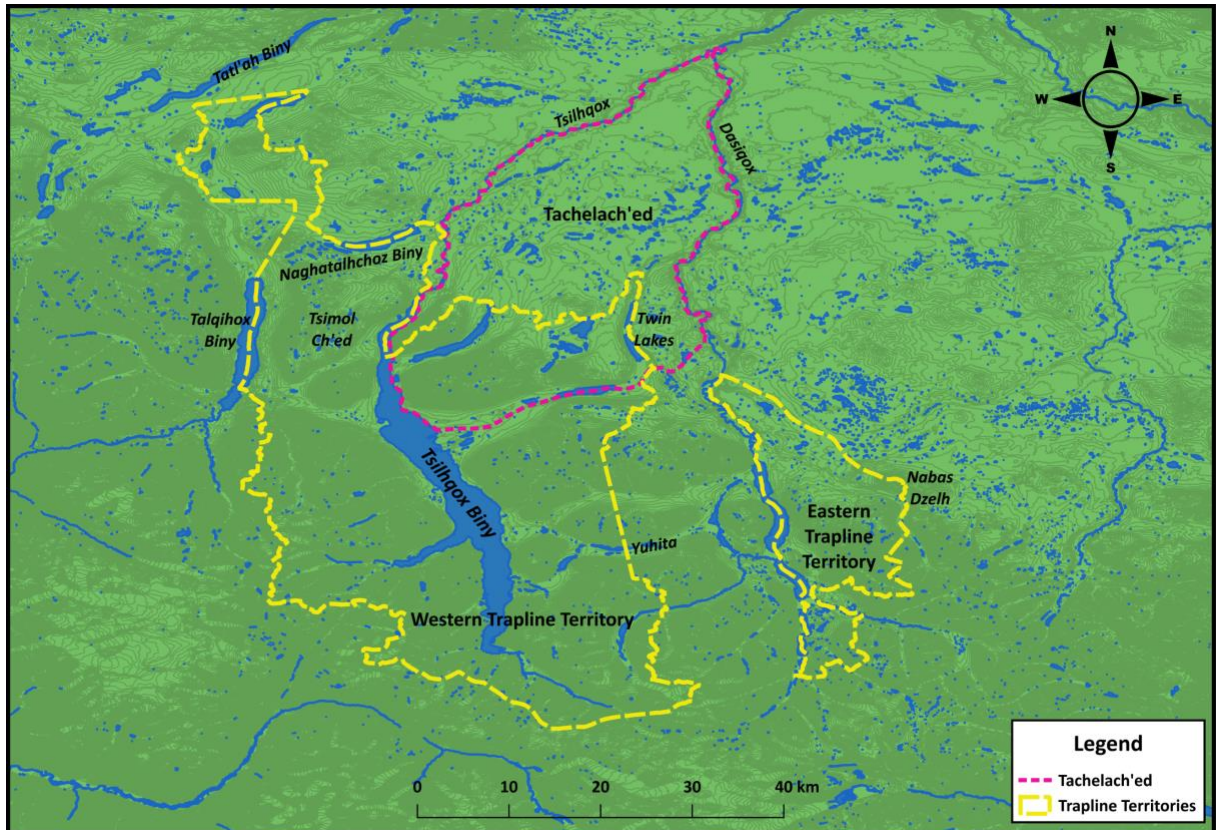 Tatl'ah Biny
N
W
E
S
Tsilhqox
Dasiqox
Tachelach'ed
Naghatalhchoz Biny
Talqihox
Biny
Tsimol
Ch'ed
Twin
Lakes
Tsilhqox Biny
Nabas
Dzelh
Eastern
Trapline
Territory
Yuhita
Western Trapline Territory
0
10
20
40 km
Legend
Tachelach'ed
Trapline Territories